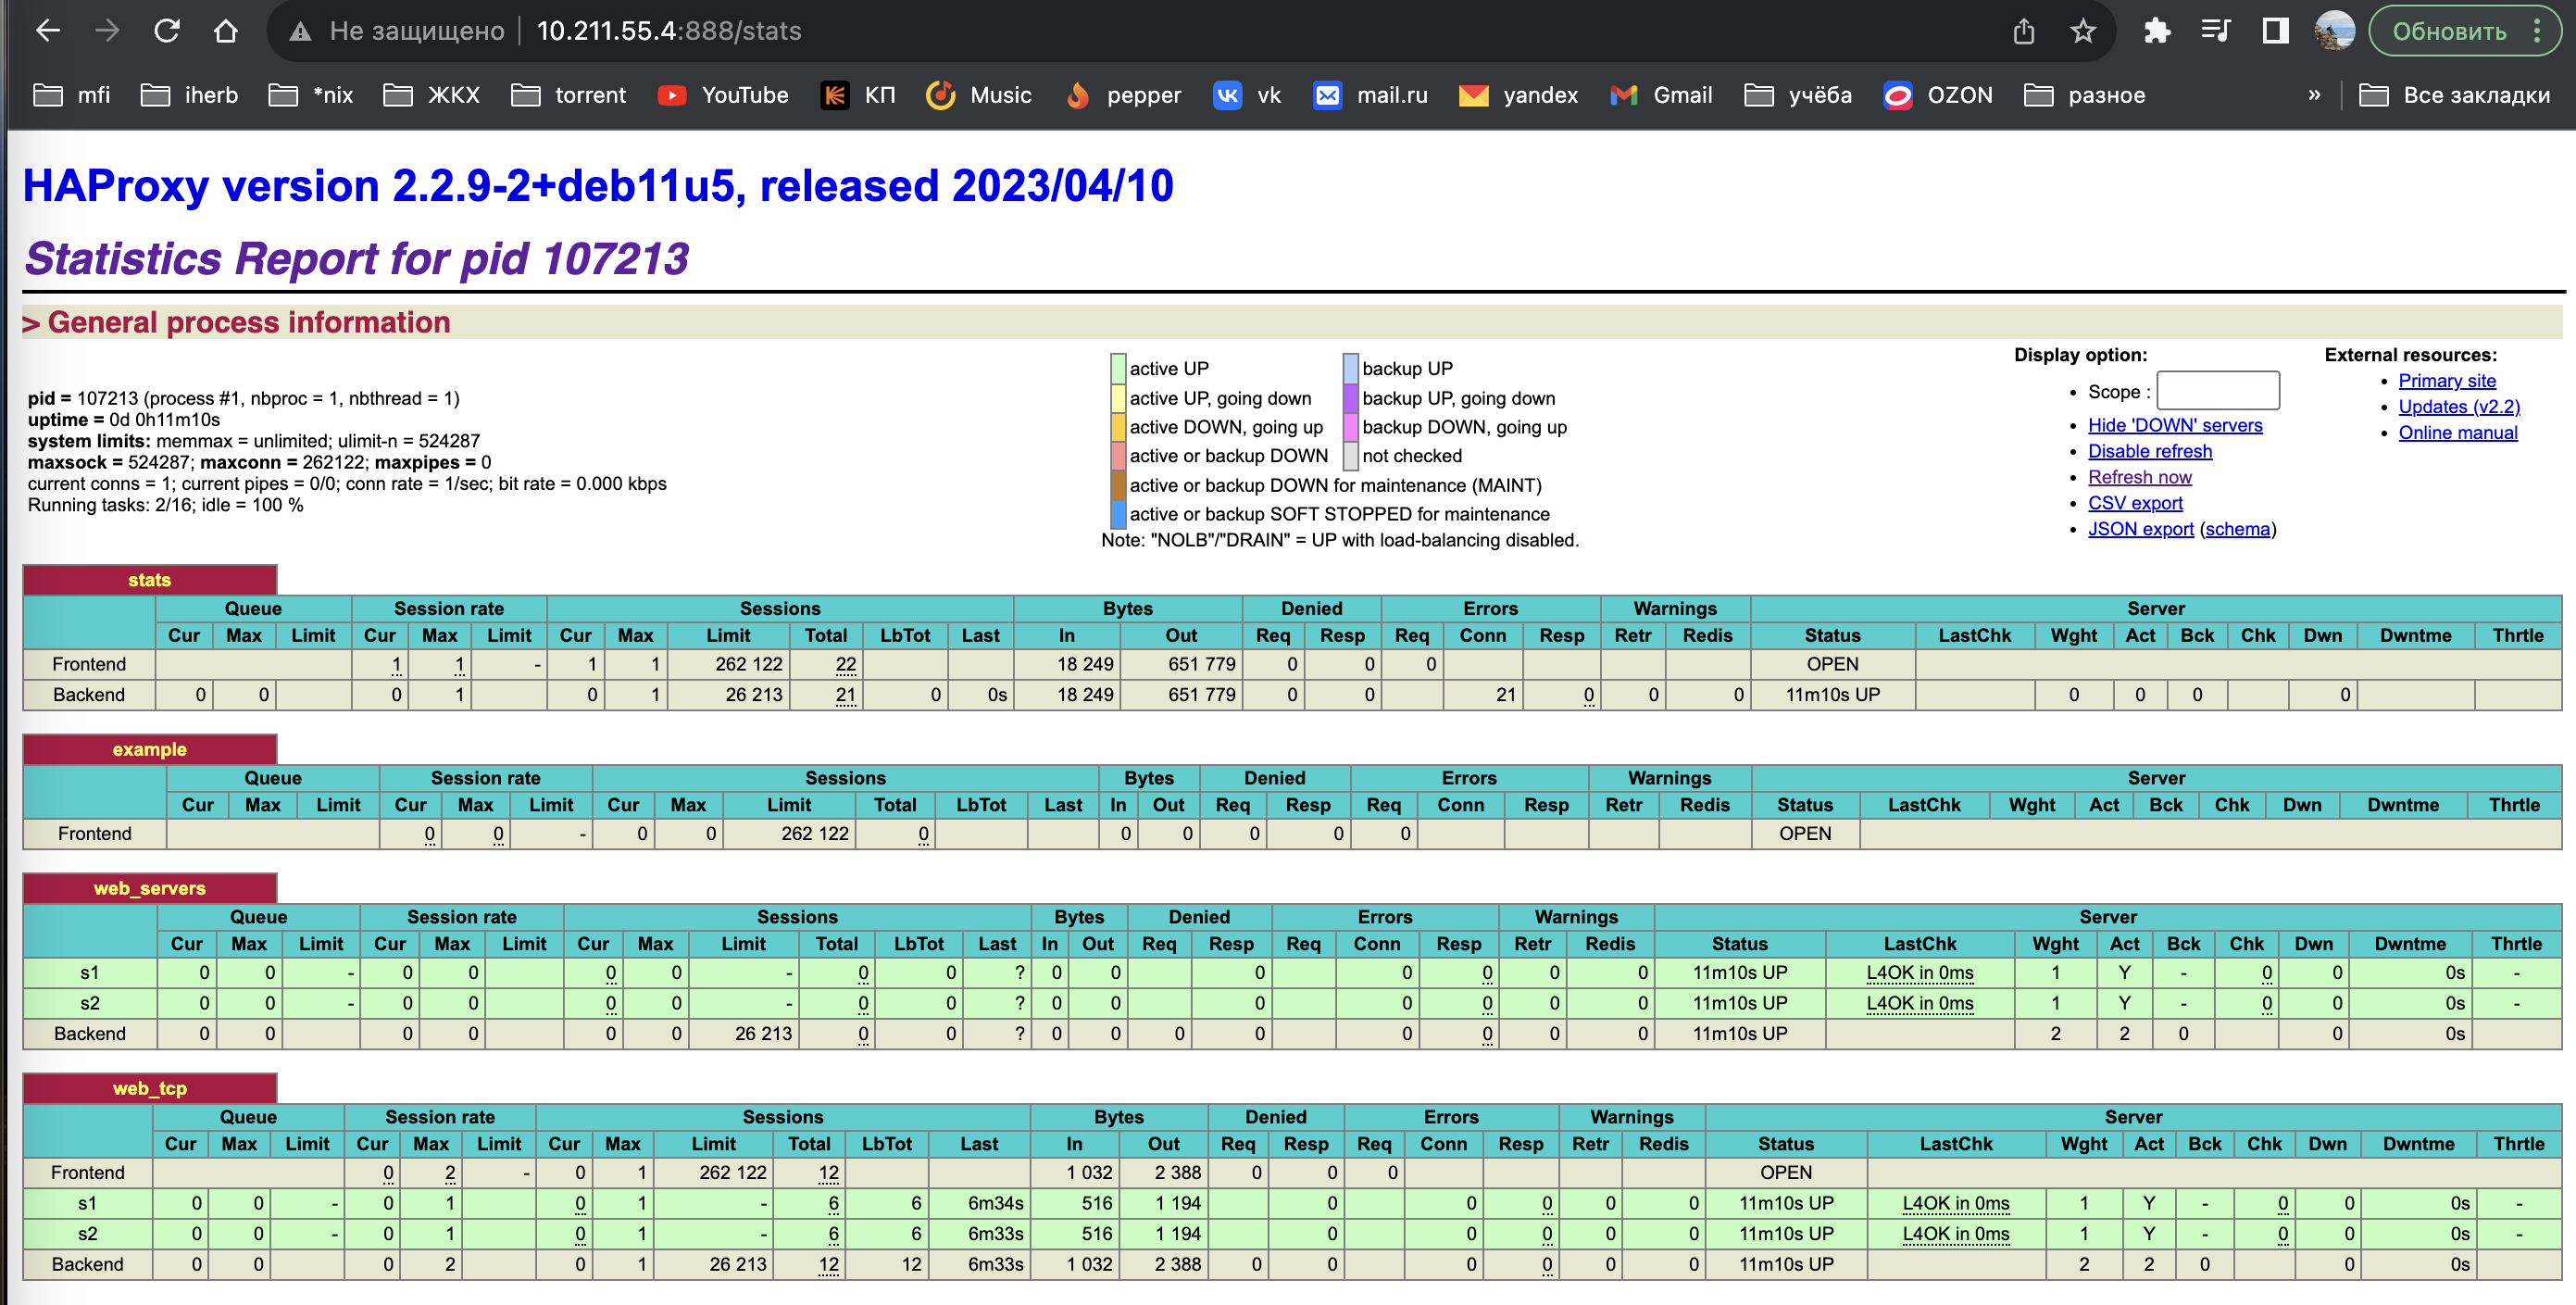 Не защищено 10.211.55.4:888/stats Обновить
mfi iherb *nix ЖКХ torrent YouTube КП Music pepper vk mail.ru yandex Gmail учёба OZON разное » Все закладки
HAProxy version 2.2.9-2+deb11u5, released 2023/04/10
Statistics Report for pid 107213
> General process information
pid = 107213 (process #1, nbproc = 1, nbthread = 1)
uptime = 0d 0h11m10s
system limits: memmax = unlimited; ulimit-n = 524287
maxsock = 524287; maxconn = 262122; maxpipes = 0
current conns = 1; current pipes = 0/0; conn rate = 1/sec; bit rate = 0.000 kbps
Running tasks: 2/16; idle = 100 %
active UP backup UP
active UP, going down backup UP, going down
active DOWN, going up backup DOWN, going up
active or backup DOWN not checked
active or backup DOWN for maintenance (MAINT)
active or backup SOFT STOPPED for maintenance
Note: "NOLB"/"DRAIN" = UP with load-balancing disabled.
Display option:
• Scope :
• Hide 'DOWN' servers
• Disable refresh
• Refresh now
• CSV export
• JSON export (schema)
External resources:
• Primary site
• Updates (v2.2)
• Online manual
stats
Queue Session rate Sessions Bytes Denied Errors Warnings Server
Cur Max Limit Cur Max Limit Cur Max Limit Total LbTot Last In Out Req Resp Req Conn Resp Retr Redis Status LastChk Wght Act Bck Chk Dwn Dwntme Thrtle
Frontend 1 1 - 1 1 262 122 22 18 249 651 779 0 0 0 OPEN
Backend 0 0 0 1 0 1 26 213 21 0 0s 18 249 651 779 0 0 21 0 0 0 11m10s UP 0 0 0 0
example
Queue Session rate Sessions Bytes Denied Errors Warnings Server
Cur Max Limit Cur Max Limit Cur Max Limit Total LbTot Last In Out Req Resp Req Conn Resp Retr Redis Status LastChk Wght Act Bck Chk Dwn Dwntme Thrtle
Frontend 0 0 - 0 0 262 122 0 0 0 0 0 0 OPEN
web_servers
Queue Session rate Sessions Bytes Denied Errors Warnings Server
Cur Max Limit Cur Max Limit Cur Max Limit Total LbTot Last In Out Req Resp Req Conn Resp Retr Redis Status LastChk Wght Act Bck Chk Dwn Dwntme Thrtle
s1 0 0 - 0 0 0 0 - 0 0 ? 0 0 0 0 0 0 0 11m10s UP L4OK in 0ms 1 Y - 0 0 0s -
s2 0 0 - 0 0 0 0 - 0 0 ? 0 0 0 0 0 0 0 11m10s UP L4OK in 0ms 1 Y - 0 0 0s -
Backend 0 0 0 0 0 0 26 213 0 0 ? 0 0 0 0 0 0 0 0 11m10s UP 2 2 0 0 0s
web_tcp
Queue Session rate Sessions Bytes Denied Errors Warnings Server
Cur Max Limit Cur Max Limit Cur Max Limit Total LbTot Last In Out Req Resp Req Conn Resp Retr Redis Status LastChk Wght Act Bck Chk Dwn Dwntme Thrtle
Frontend 0 2 - 0 1 262 122 12 1 032 2 388 0 0 0 OPEN
s1 0 0 - 0 1 0 1 - 6 6 6m34s 516 1 194 0 0 0 0 0 11m10s UP L4OK in 0ms 1 Y - 0 0 0s -
s2 0 0 - 0 1 0 1 - 6 6 6m33s 516 1 194 0 0 0 0 0 11m10s UP L4OK in 0ms 1 Y - 0 0 0s -
Backend 0 0 0 2 0 1 26 213 12 12 6m33s 1 032 2 388 0 0 0 0 0 0 11m10s UP 2 2 0 0 0s